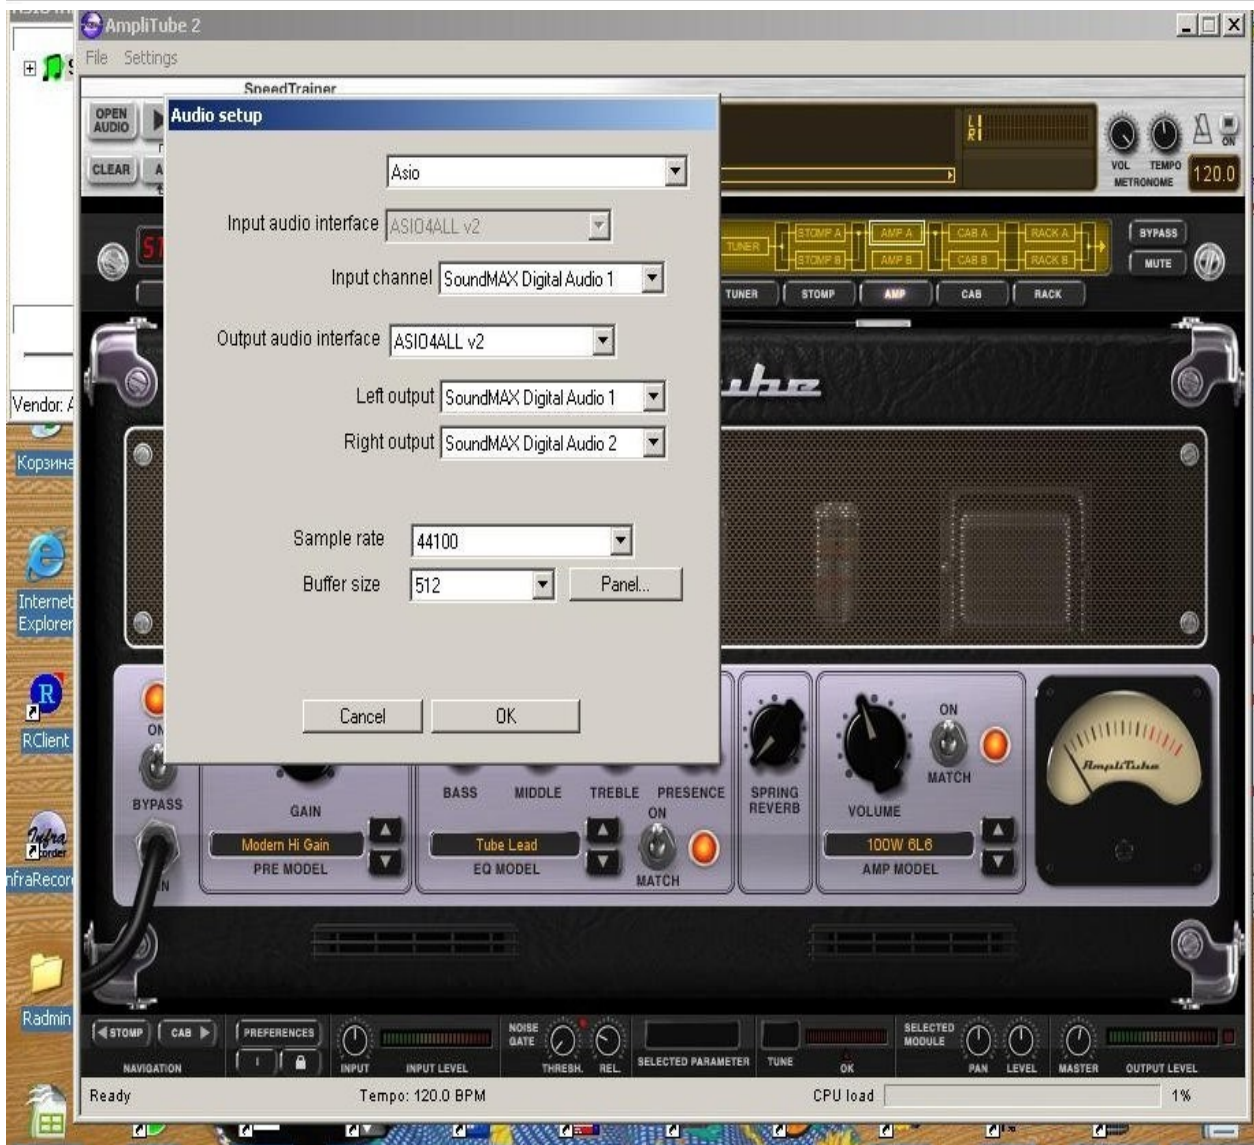 AmpliTube 2
File Settings
SpeedTrainer
OPEN
AUDIO
CLEAR
L
R
VOL TEMPO
METRONOME
ON
120.0
Audio setup
Asio
Input audio interface ASIO4ALL v2
Input channel SoundMAX Digital Audio 1
Output audio interface ASIO4ALL v2
Left output SoundMAX Digital Audio 1
Right output SoundMAX Digital Audio 2
Sample rate 44100
Buffer size 512 Panel...
Cancel OK
TUNER STOMP A AMP A CAB A RACK A
STOMP B AMP B CAB B RACK B
BYPASS
MUTE
TUNER STOMP AMP CAB RACK
Vendor:
Корзина
Internet
Explorer
RClient
Infra
Radmin
ON
BYPASS
GAIN
Modern Hi Gain
PRE MODEL
BASS MIDDLE TREBLE PRESENCE
Tube Lead
EQ MODEL
ON
MATCH
SPRING
REVERB
VOLUME
ON
MATCH
100W 6L6
AMP MODEL
AmpliTube
STOMP CAB
NAVIGATION
PREFERENCES
INPUT INPUT LEVEL
NOISE
GATE
THRESH. REL.
SELECTED PARAMETER
TUNE
OK
SELECTED
MODULE
PAN LEVEL
MASTER OUTPUT LEVEL
Ready Tempo: 120.0 BPM CPU load 1%